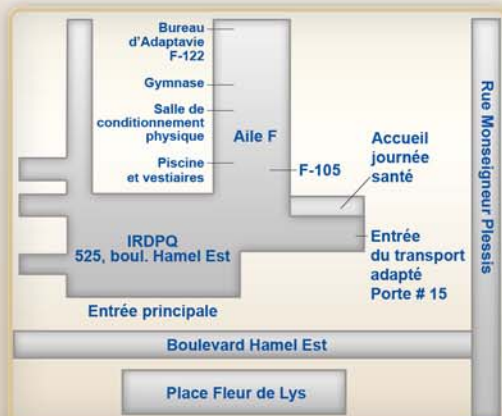 Bureau
d'Adaptavie
F-122
Gymnase
Salle de
conditionnement
physique
Piscine
et vestiaires
Aile F
F-105
Accueil
journée
santé
Rue Monseigneur Plessis
IRDPQ
525, boul. Hamel Est
Entrée
du transport
adapté
Porte # 15
Entrée principale
Boulevard Hamel Est
Place Fleur de Lys